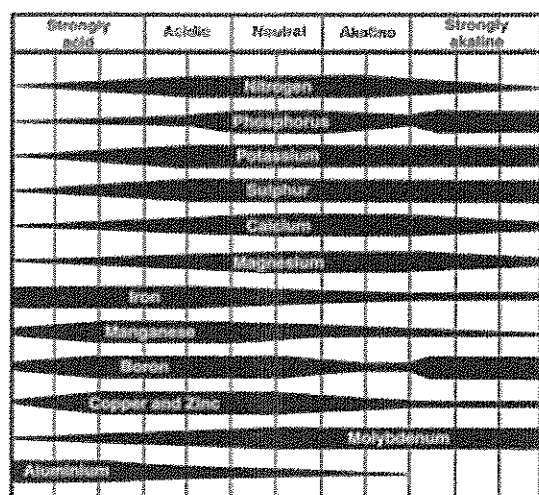 Strongly
acid
Acidic
Neutral
Alkaline
Strongly
alkaline
Nitrogen
Phosphorus
Potassium
Sulphur
Calcium
Magnesium
Iron
Manganese
Boron
Copper and Zinc
Molybdenum
Aluminium